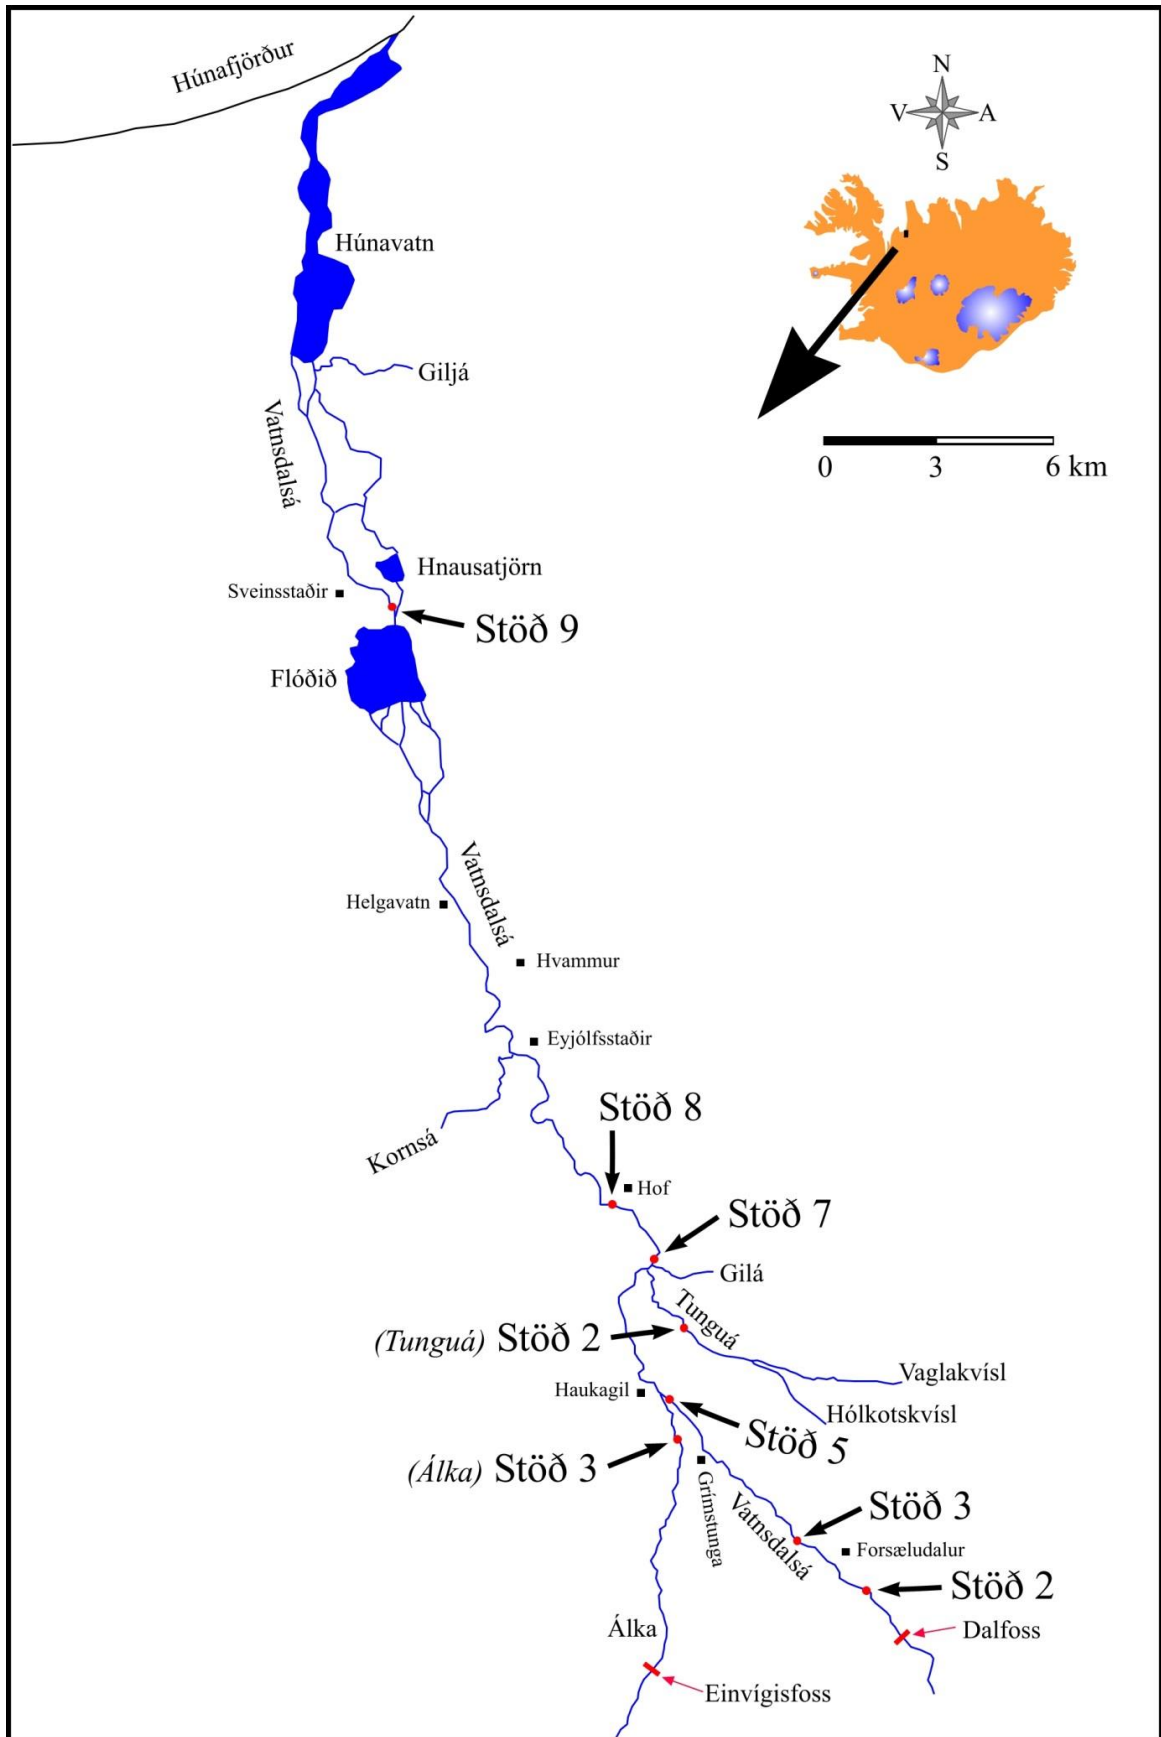 Húnafjörður
N
V
A
S
Húnavatn
Giljá
Vatnsdalsá
0 3 6 km
Hnausatjörn
Sveinsstaðir
Stöð 9
Flóðið
Vatnsdalsá
Helgavatn
Hvammur
Eyjólfsstaðir
Stöð 8
Kornsá
Hof
Stöð 7
Gilá
Tunguá
(Tunguá) Stöð 2
Vaglakvísl
Haukagil
Hólkotskvísl
Stöð 5
(Álka) Stöð 3
Grímstunga
Vatnsdalsá
Stöð 3
Forsæludalur
Stöð 2
Álka
Dalfoss
Einvígisfoss